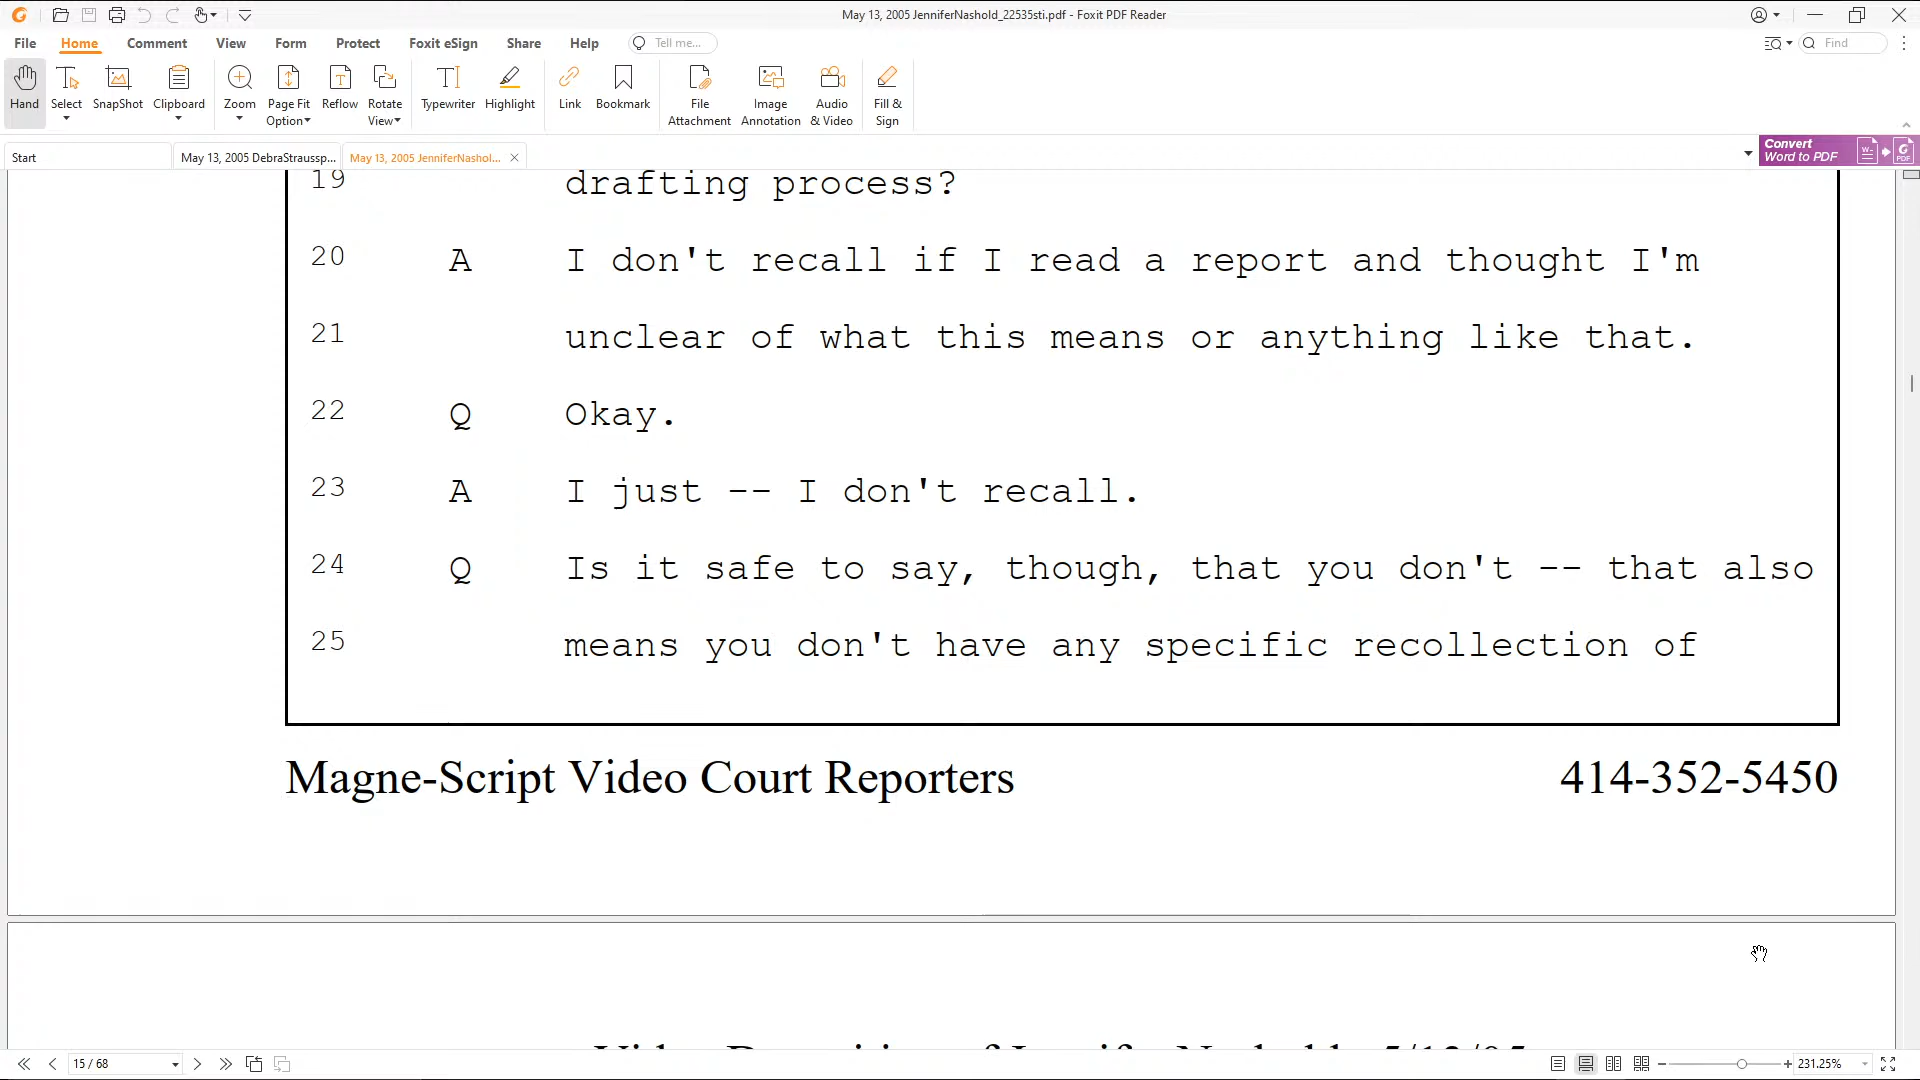 May 13, 2005 JenniferNashold_22535sti.pdf - Foxit PDF Reader
File Home Comment View Form Protect Foxit eSign Share Help Tell me... Find
Hand Select SnapShot Clipboard Zoom Page Fit Option Reflow Rotate View Typewriter Highlight Link Bookmark File Attachment Image Annotation Audio & Video Fill & Sign
Start May 13, 2005 DebraStraussp... May 13, 2005 JenniferNashol... Convert Word to PDF
19 drafting process?
20 A I don't recall if I read a report and thought I'm
21 unclear of what this means or anything like that.
22 Q Okay.
23 A I just -- I don't recall.
24 Q Is it safe to say, though, that you don't -- that also
25 means you don't have any specific recollection of
Magne-Script Video Court Reporters 414-352-5450
15 / 68 231.25%